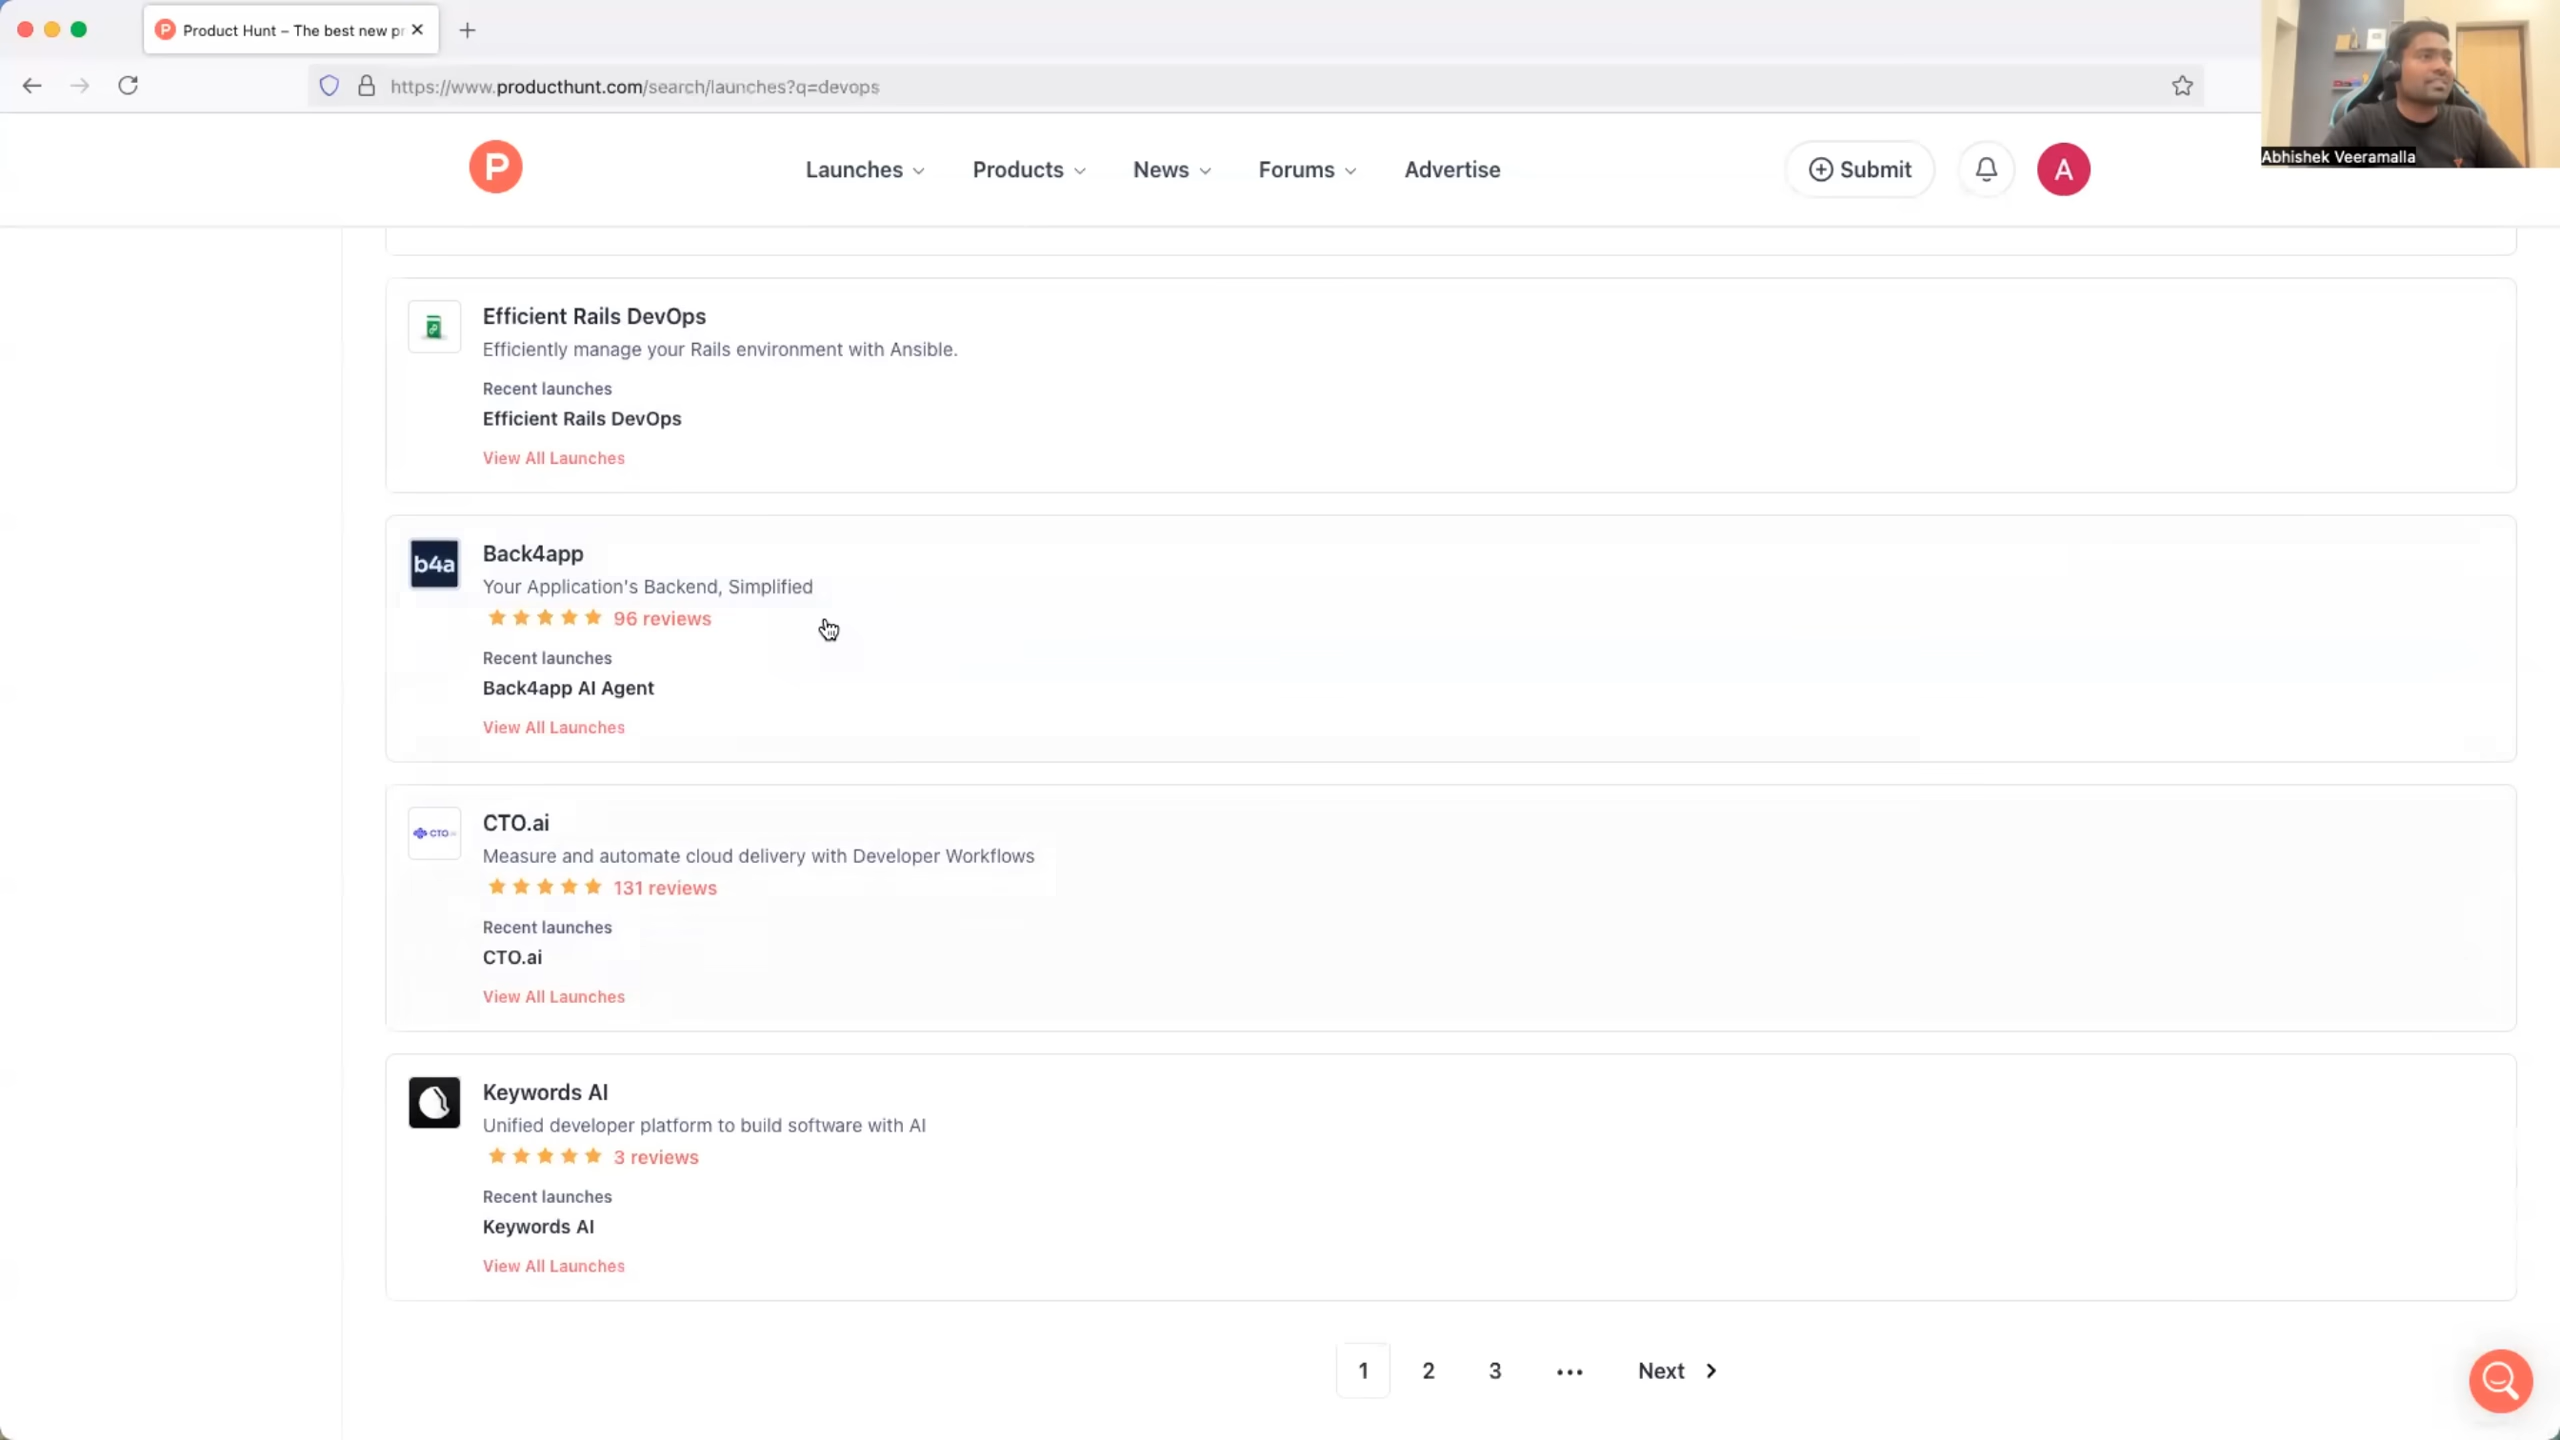 Product Hunt – The best new pr
https://www.producthunt.com/search/launches?q=devops
Abhishek Veeramalla
P
Launches
Products
News
Forums
Advertise
Submit
A
Efficient Rails DevOps
Efficiently manage your Rails environment with Ansible.
Recent launches
Efficient Rails DevOps
View All Launches
b4a
Back4app
Your Application's Backend, Simplified
96 reviews
Recent launches
Back4app AI Agent
View All Launches
CTO.ai
CTO.ai
Measure and automate cloud delivery with Developer Workflows
131 reviews
Recent launches
CTO.ai
View All Launches
Keywords AI
Unified developer platform to build software with AI
3 reviews
Recent launches
Keywords AI
View All Launches
1 2 3 ••• Next